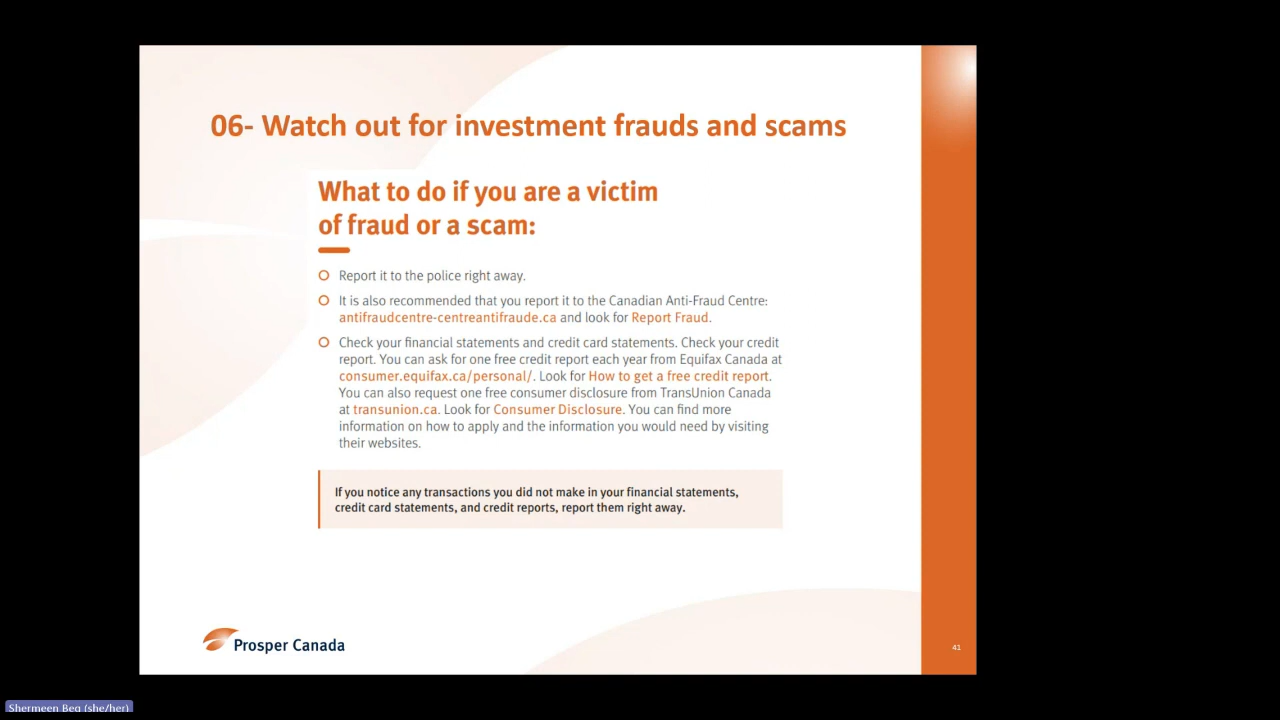 06- Watch out for investment frauds and scams
What to do if you are a victim
of fraud or a scam:
Report it to the police right away.
It is also recommended that you report it to the Canadian Anti-Fraud Centre:
antifraudcentre-centreantifraude.ca and look for Report Fraud.
Check your financial statements and credit card statements. Check your credit
report. You can ask for one free credit report each year from Equifax Canada at
consumer.equifax.ca/personal/. Look for How to get a free credit report.
You can also request one free consumer disclosure from TransUnion Canada
at transunion.ca. Look for Consumer Disclosure. You can find more
information on how to apply and the information you would need by visiting
their websites.
If you notice any transactions you did not make in your financial statements,
credit card statements, and credit reports, report them right away.
Prosper Canada
41
Shermeen Beg (she/her)